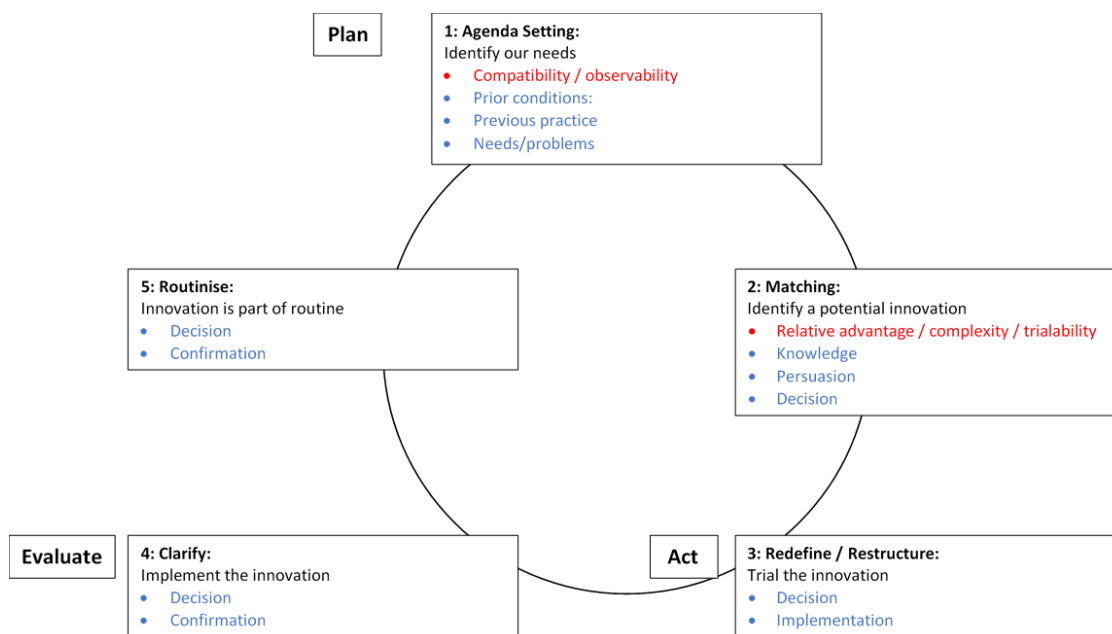 Plan
1: Agenda Setting:
Identify our needs
• Compatibility / observability
• Prior conditions:
• Previous practice
• Needs/problems
5: Routinise:
Innovation is part of routine
• Decision
• Confirmation
2: Matching:
Identify a potential innovation
• Relative advantage / complexity / trialability
• Knowledge
• Persuasion
• Decision
Evaluate
4: Clarify:
Implement the innovation
• Decision
• Confirmation
Act
3: Redefine / Restructure:
Trial the innovation
• Decision
• Implementation